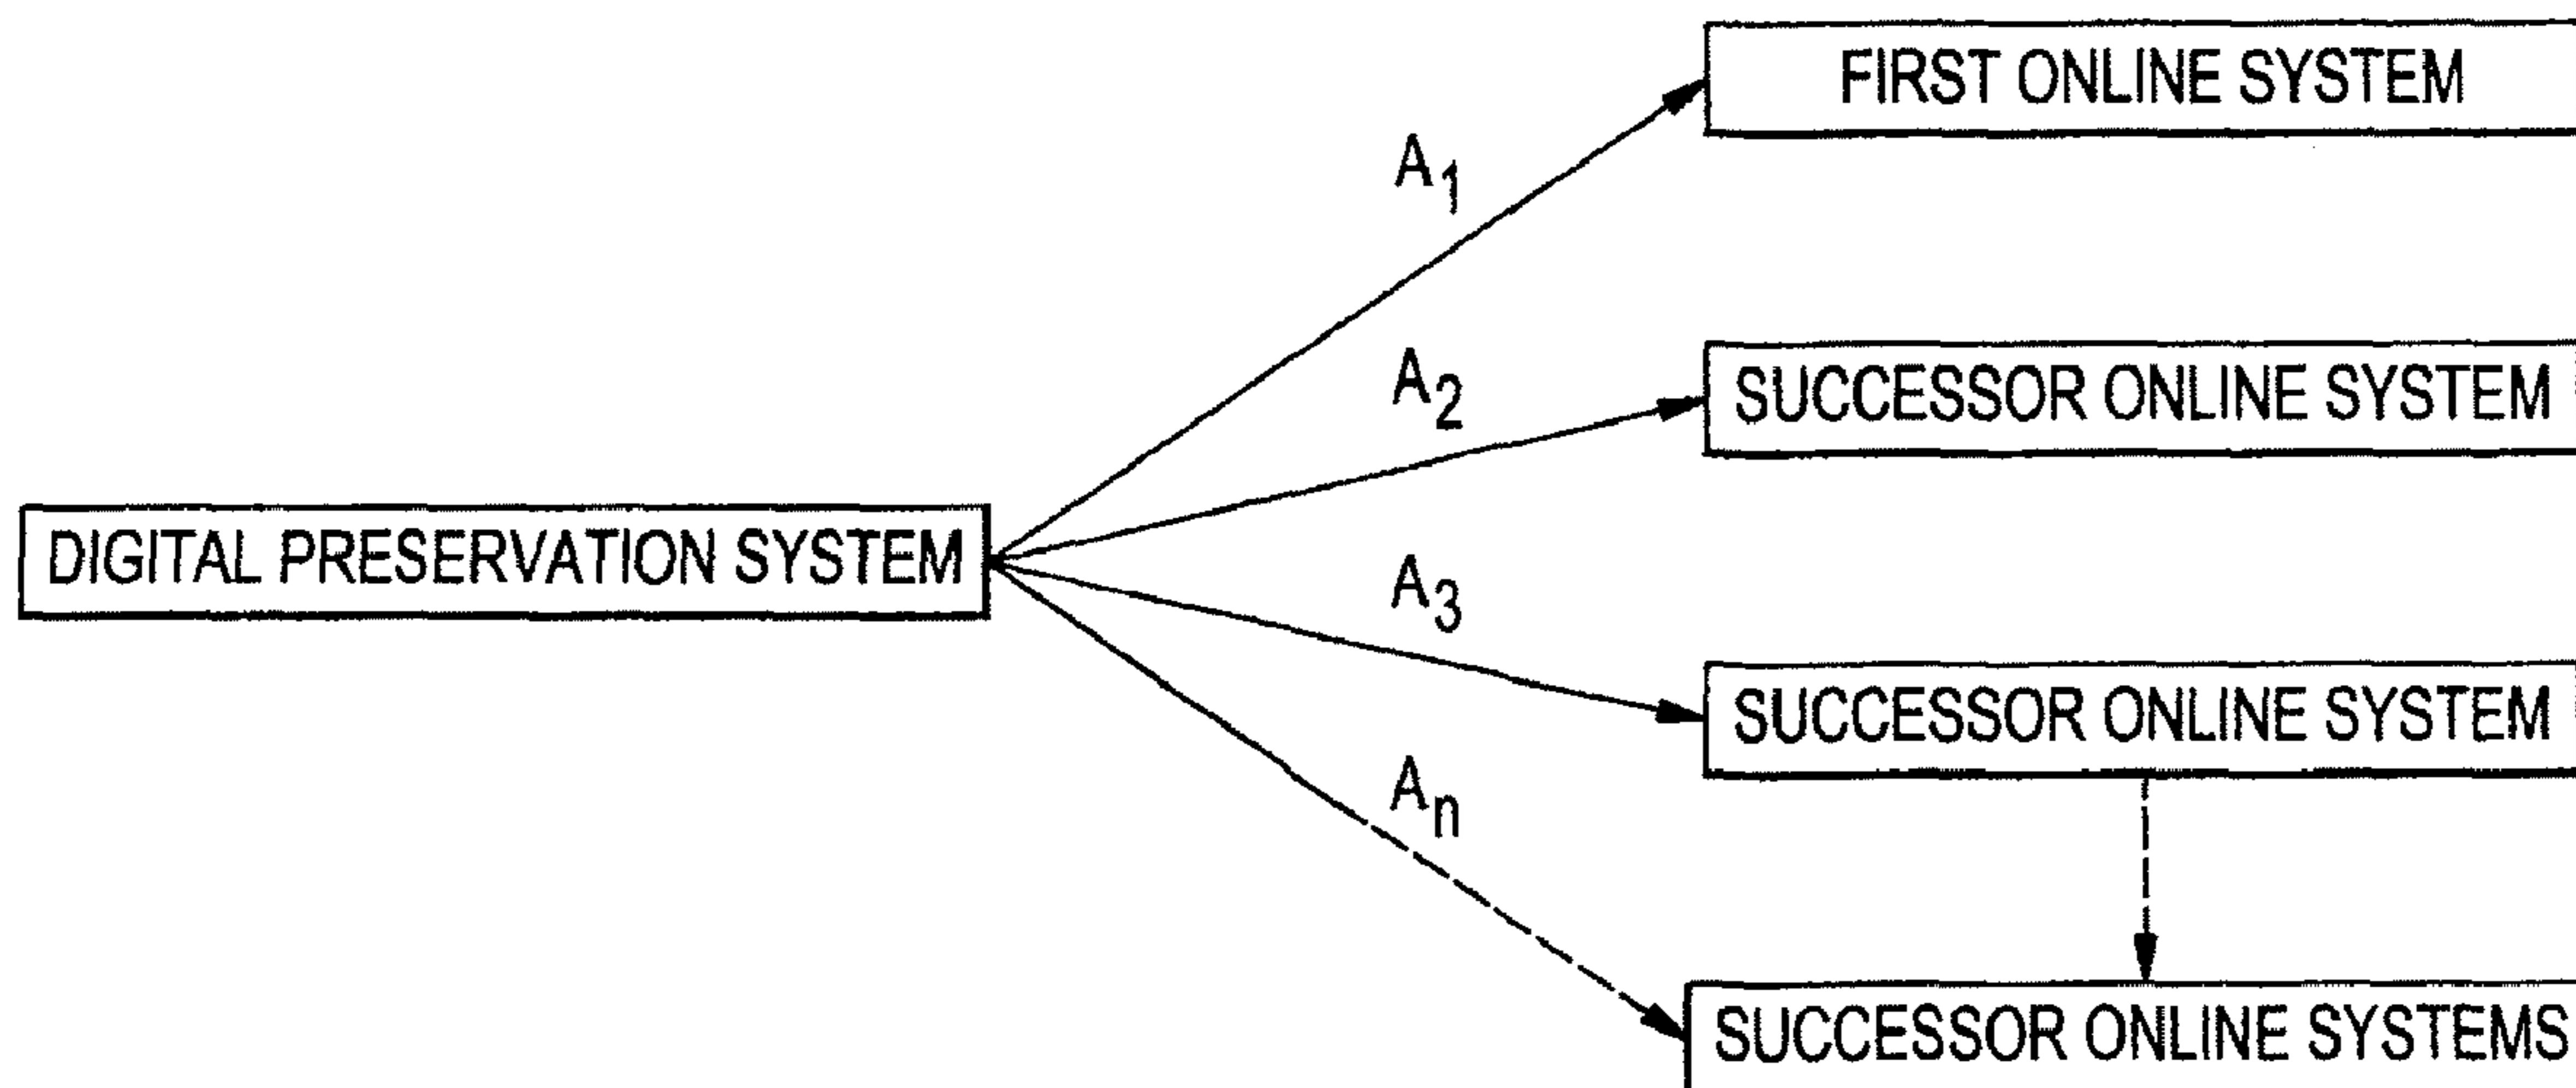 FIRST ONLINE SYSTEM
A1
A2
SUCCESSOR ONLINE SYSTEM
DIGITAL PRESERVATION SYSTEM
A3
SUCCESSOR ONLINE SYSTEM
An
SUCCESSOR ONLINE SYSTEMS